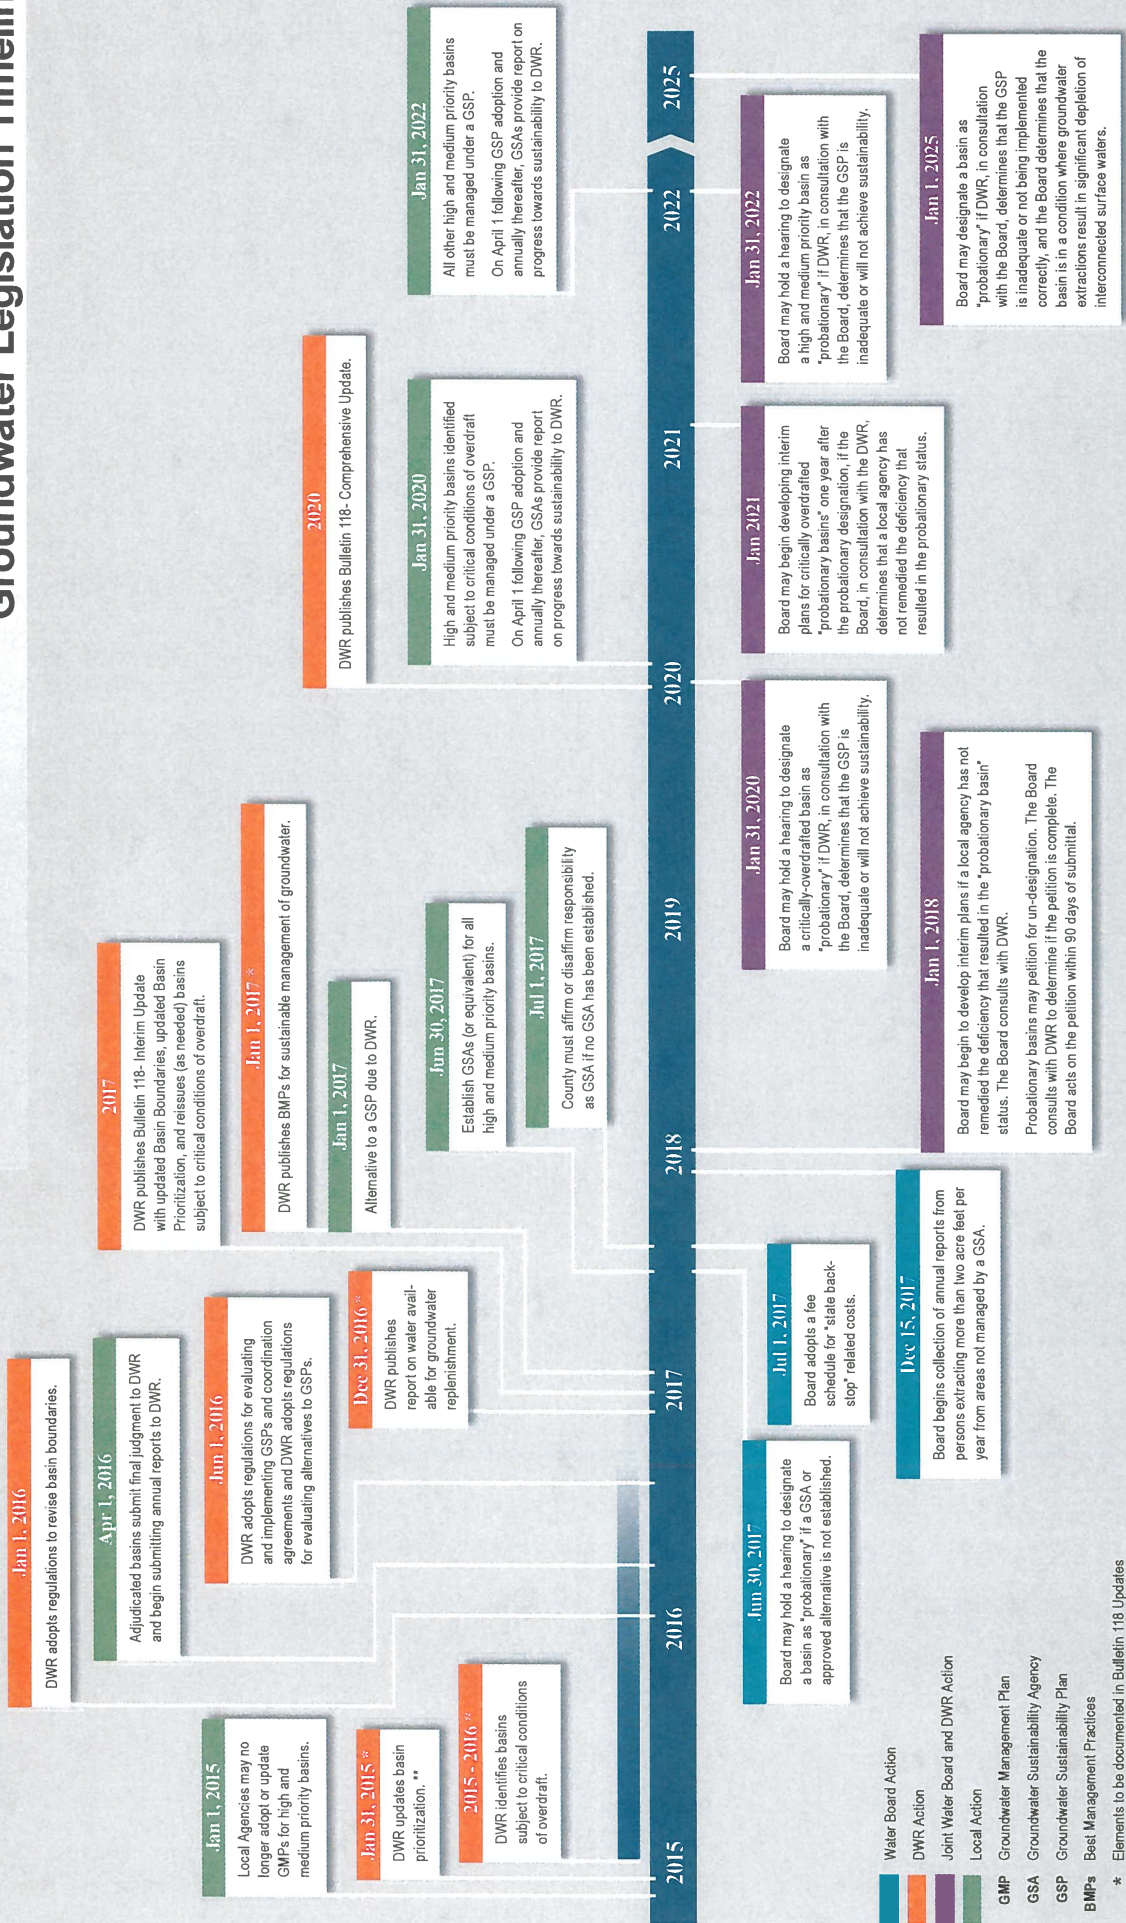 Groundwater Legislation Timelin
Jan 1, 2016
DWR adopts regulations to revise basin boundaries.
Apr 1, 2016
Adjudicated basins submit final judgment to DWR
and begin submitting annual reports to DWR.
Jan 1, 2015
Local Agencies may no
longer adopt or update
GMPs for high and
medium priority basins.
Jun 1, 2016
DWR adopts regulations for evaluating
and implementing GSPs and coordination
agreements and DWR adopts regulations
for evaluating alternatives to GSPs.
Jan 31, 2015 *
DWR updates basin
prioritization. **
Dec 31, 2016 *
DWR publishes
report on water avail-
able for groundwater
replenishment.
2015 - 2016 *
DWR identifies basins
subject to critical conditions
of overdraft.
2017
DWR publishes Bulletin 118- Interim Update
with updated Basin Boundaries, updated Basin
Prioritization, and reissues (as needed) basins
subject to critical conditions of overdraft.
Jan 1, 2017 *
DWR publishes BMPs for sustainable management of groundwater.
Jan 1, 2017
Alternative to a GSP due to DWR.
Jun 30, 2017
Establish GSAs (or equivalent) for all
high and medium priority basins.
Jul 1, 2017
County must affirm or disaffirm responsibility
as GSA if no GSA has been established.
2020
DWR publishes Bulletin 118- Comprehensive Update.
Jan 31, 2020
High and medium priority basins identified
subject to critical conditions of overdraft
must be managed under a GSP.
On April 1 following GSP adoption and
annually thereafter, GSAs provide report
on progress towards sustainability to DWR.
Jan 31, 2022
All other high and medium priority basins
must be managed under a GSP.
On April 1 following GSP adoption and
annually thereafter, GSAs provide report on
progress towards sustainability to DWR.
2015
2016
2017
2018
2019
2020
2021
2022
2025
Jun 30, 2017
Board may hold a hearing to designate
a basin as "probationary" if a GSA or
approved alternative is not established.
Jul 1, 2017
Board adopts a fee
schedule for "state back-
stop" related costs.
Dec 15, 2017
Board begins collection of annual reports from
persons extracting more than two acre feet per
year from areas not managed by a GSA.
Jan 31, 2020
Board may hold a hearing to designate
a critically-overdrafted basin as
"probationary" if DWR, in consultation with
the Board, determines that the GSP is
inadequate or will not achieve sustainability.
Jan 1, 2018
Board may begin to develop interim plans if a local agency has not
remedied the deficiency that resulted in the "probationary basin"
status. The Board consults with DWR.
Probationary basins may petition for un-designation. The Board
consults with DWR to determine if the petition is complete. The
Board acts on the petition within 90 days of submittal.
Jan 2021
Board may begin developing interim
plans for critically overdrafted
"probationary basins" one year after
the probationary designation, if the
Board, in consultation with the DWR,
determines that a local agency has
not remedied the deficiency that
resulted in the probationary status.
Jan 31, 2022
Board may hold a hearing to designate
a high and medium priority basin as
"probationary" if DWR, in consultation with
the Board, determines that the GSP is
inadequate or will not achieve sustainability.
Jan 1, 2025
Board may designate a basin as
"probationary" if DWR, in consultation
with the Board, determines that the GSP
is inadequate or not being implemented
correctly, and the Board determines that the
basin is in a condition where groundwater
extractions result in significant depletion of
interconnected surface waters.
Water Board Action
DWR Action
Joint Water Board and DWR Action
Local Action
GMP Groundwater Management Plan
GSA Groundwater Sustainability Agency
GSP Groundwater Sustainability Plan
BMPs Best Management Practices
* Elements to be documented in Bulletin 118 Updates